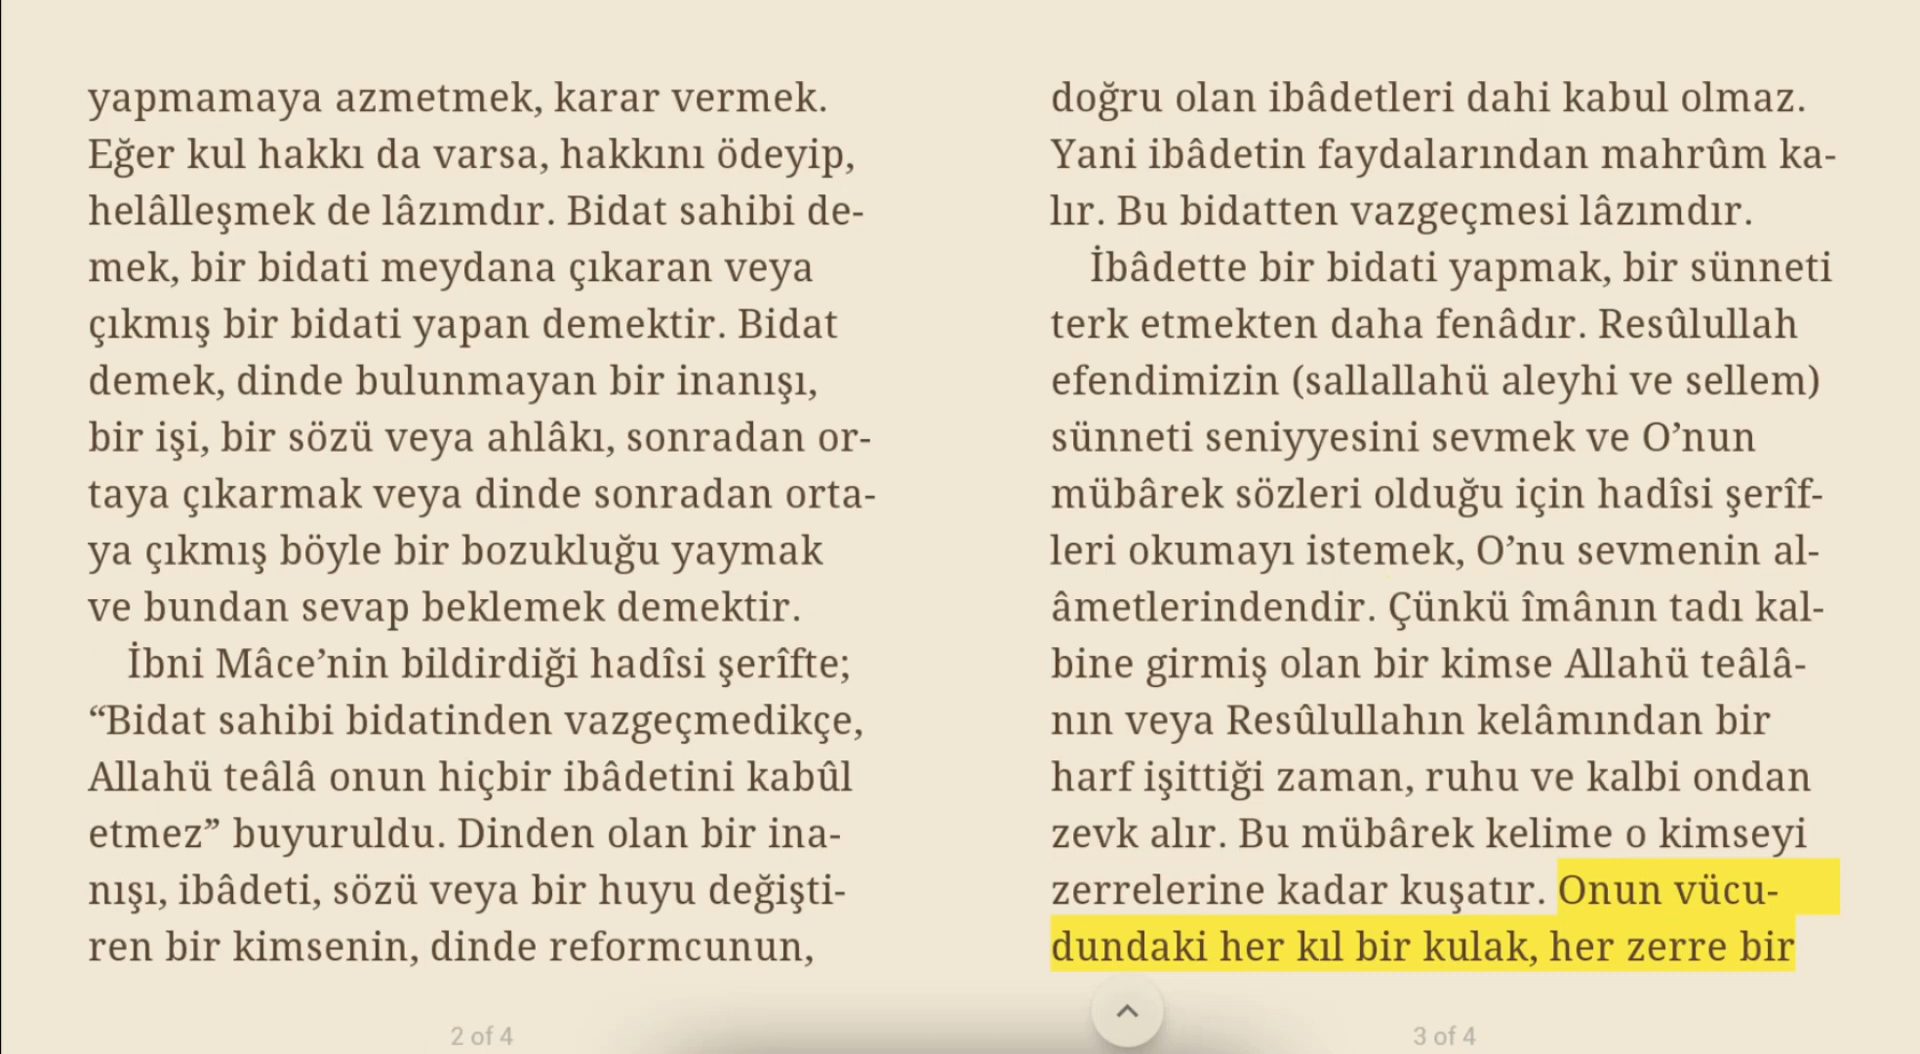 yapmamaya azmetmek, karar vermek.
Eğer kul hakkı da varsa, hakkını ödeyip,
helâlleşmek de lâzımdır. Bidat sahibi de-
mek, bir bidati meydana çıkaran veya
çıkmış bir bidati yapan demektir. Bidat
demek, dinde bulunmayan bir inanışı,
bir işi, bir sözü veya ahlâkı, sonradan or-
taya çıkarmak veya dinde sonradan orta-
ya çıkmış böyle bir bozukluğu yaymak
ve bundan sevap beklemek demektir.
İbni Mâce’nin bildirdiği hadîsi şerîfte;
“Bidat sahibi bidatinden vazgeçmedikçe,
Allahü teâlâ onun hiçbir ibâdetini kabûl
etmez” buyuruldu. Dinden olan bir ina-
nışı, ibâdeti, sözü veya bir huyu değişti-
ren bir kimsenin, dinde reformcunun,
2 of 4
doğru olan ibâdetleri dahi kabul olmaz.
Yani ibâdetin faydalarından mahrûm ka-
lır. Bu bidatten vazgeçmesi lâzımdır.
İbâdette bir bidati yapmak, bir sünneti
terk etmekten daha fenâdır. Resûlullah
efendimizin (sallallahü aleyhi ve sellem)
sünneti seniyyesini sevmek ve O’nun
mübârek sözleri olduğu için hadîsi şerîf-
leri okumayı istemek, O’nu sevmenin al-
âmetlerindendir. Çünkü îmânın tadı kal-
bine girmiş olan bir kimse Allahü teâlâ-
nın veya Resûlullahın kelâmından bir
harf işittiği zaman, ruhu ve kalbi ondan
zevk alır. Bu mübârek kelime o kimseyi
zerrelerine kadar kuşatır. Onun vücu-
dundaki her kıl bir kulak, her zerre bir
3 of 4